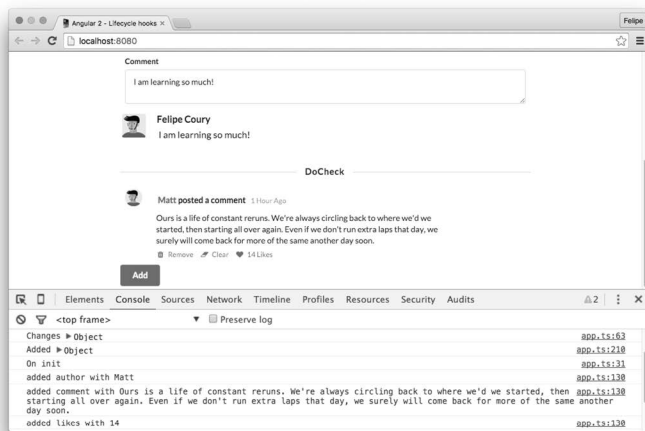 Angular 2 - Lifecycle hooks ×
Felipe
localhost:8080
Comment
I am learning so much!
Felipe Coury
I am learning so much!
DoCheck
Matt posted a comment 1 Hour Ago
Ours is a life of constant reruns. We're always circling back to where we'd we
started, then starting all over again. Even if we don't run extra laps that day, we
surely will come back for more of the same another day soon.
Remove Clear 14 Likes
Add
Elements Console Sources Network Timeline Profiles Resources Security Audits 2
<top frame> Preserve log
Changes Object app.ts:63
Added Object app.ts:210
On init app.ts:31
added author with Matt app.ts:130
added comment with Ours is a life of constant reruns. We're always circling back to where we'd we started, then app.ts:130
starting all over again. Even if we don't run extra laps that day, we surely will come back for more of the same another
day soon.
added likes with 14 app.ts:130